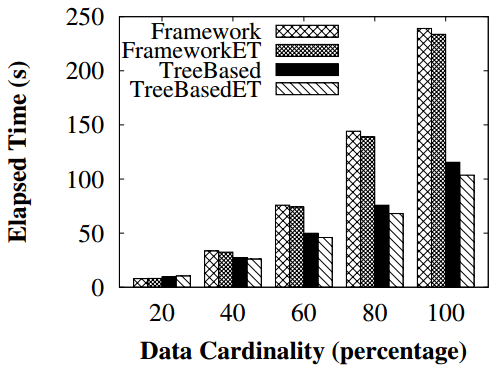 Elapsed Time (s)
250
200
150
100
50
0
Framework
FrameworkET
TreeBased
TreeBasedET
20 40 60 80 100
Data Cardinality (percentage)